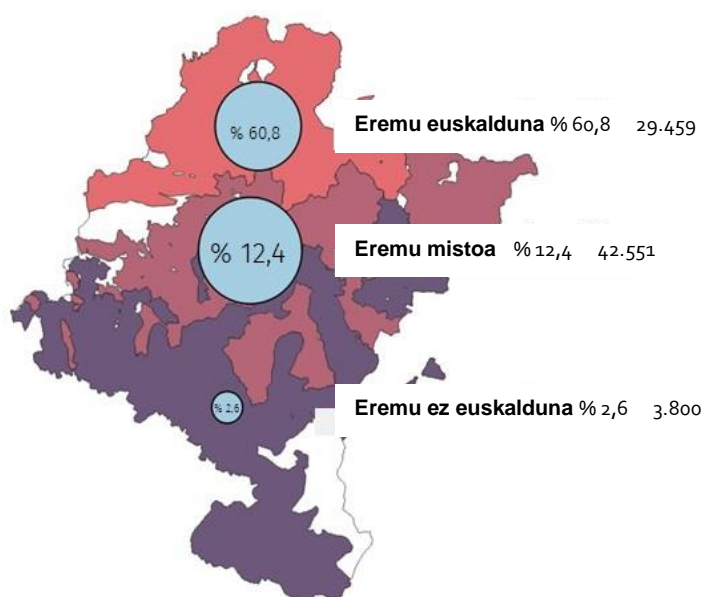 % 60,8
Eremu euskalduna % 60,8 29.459
% 12,4
Eremu mistoa % 12,4 42.551
% 2,6
Eremu ez euskalduna % 2,6 3.800